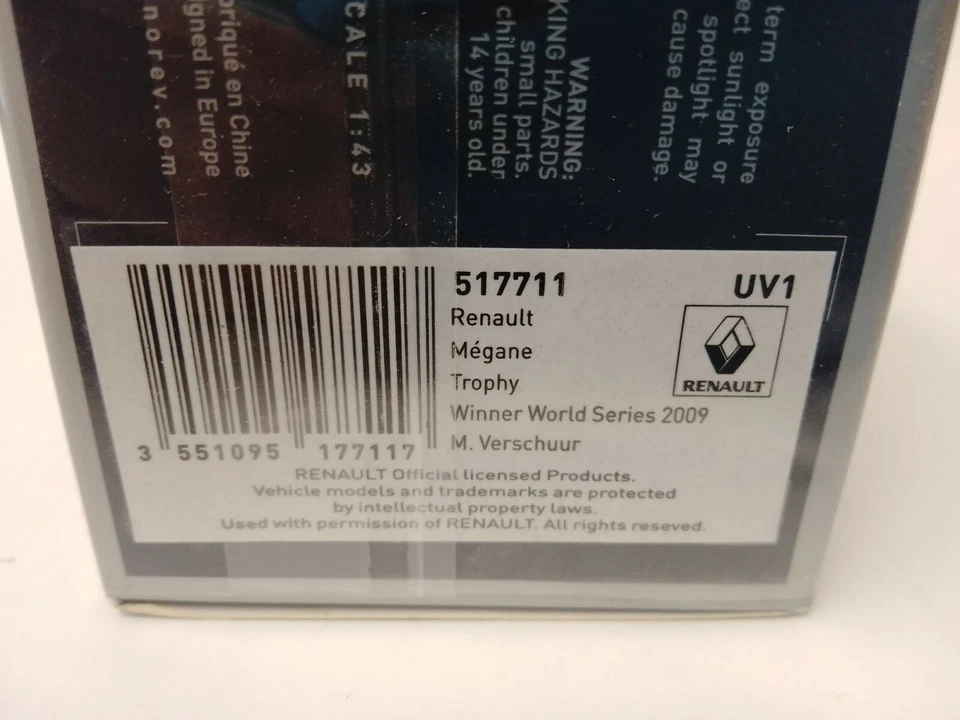 term exposure
ect sunlight or
spotlight may
cause damage.
WARNING:
KING HAZARDS
small parts.
children under
14 years old.
CALE 1:43
briqué en Chine
igned in Europe
norev.com
517711
UV1
Renault
Mégane
Trophy
Winner World Series 2009
M. Verschuur
RENAULT
3 551095 177117
RENAULT Official licensed Products.
Vehicle models and trademarks are protected
by intellectual property laws.
Used with permission of RENAULT. All rights reseved.